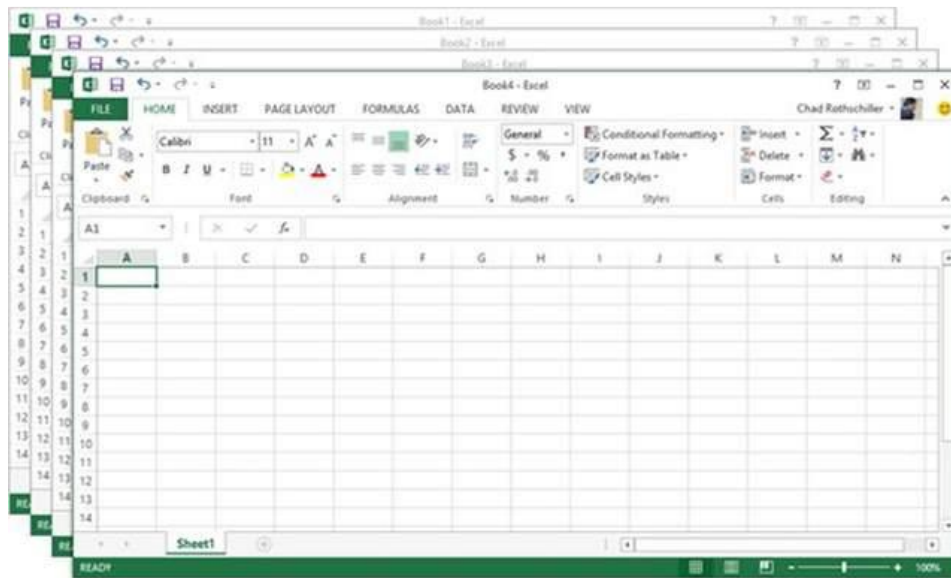 Book1 - Excel
Book2 - Excel
Book3 - Excel
Book4 - Excel
FILE HOME INSERT PAGE LAYOUT FORMULAS DATA REVIEW VIEW Chad Rothschiller
Calibri 11 General Conditional Formatting Insert
Paste B I U $ % Format as Table Delete
Cell Styles Format
Clipboard Font Alignment Number Styles Cells Editing
A1 fx
A B C D E F G H I J K L M N
1
2
3
4
5
6
7
8
9
10
11
12
13
14
Sheet1
READY 100%